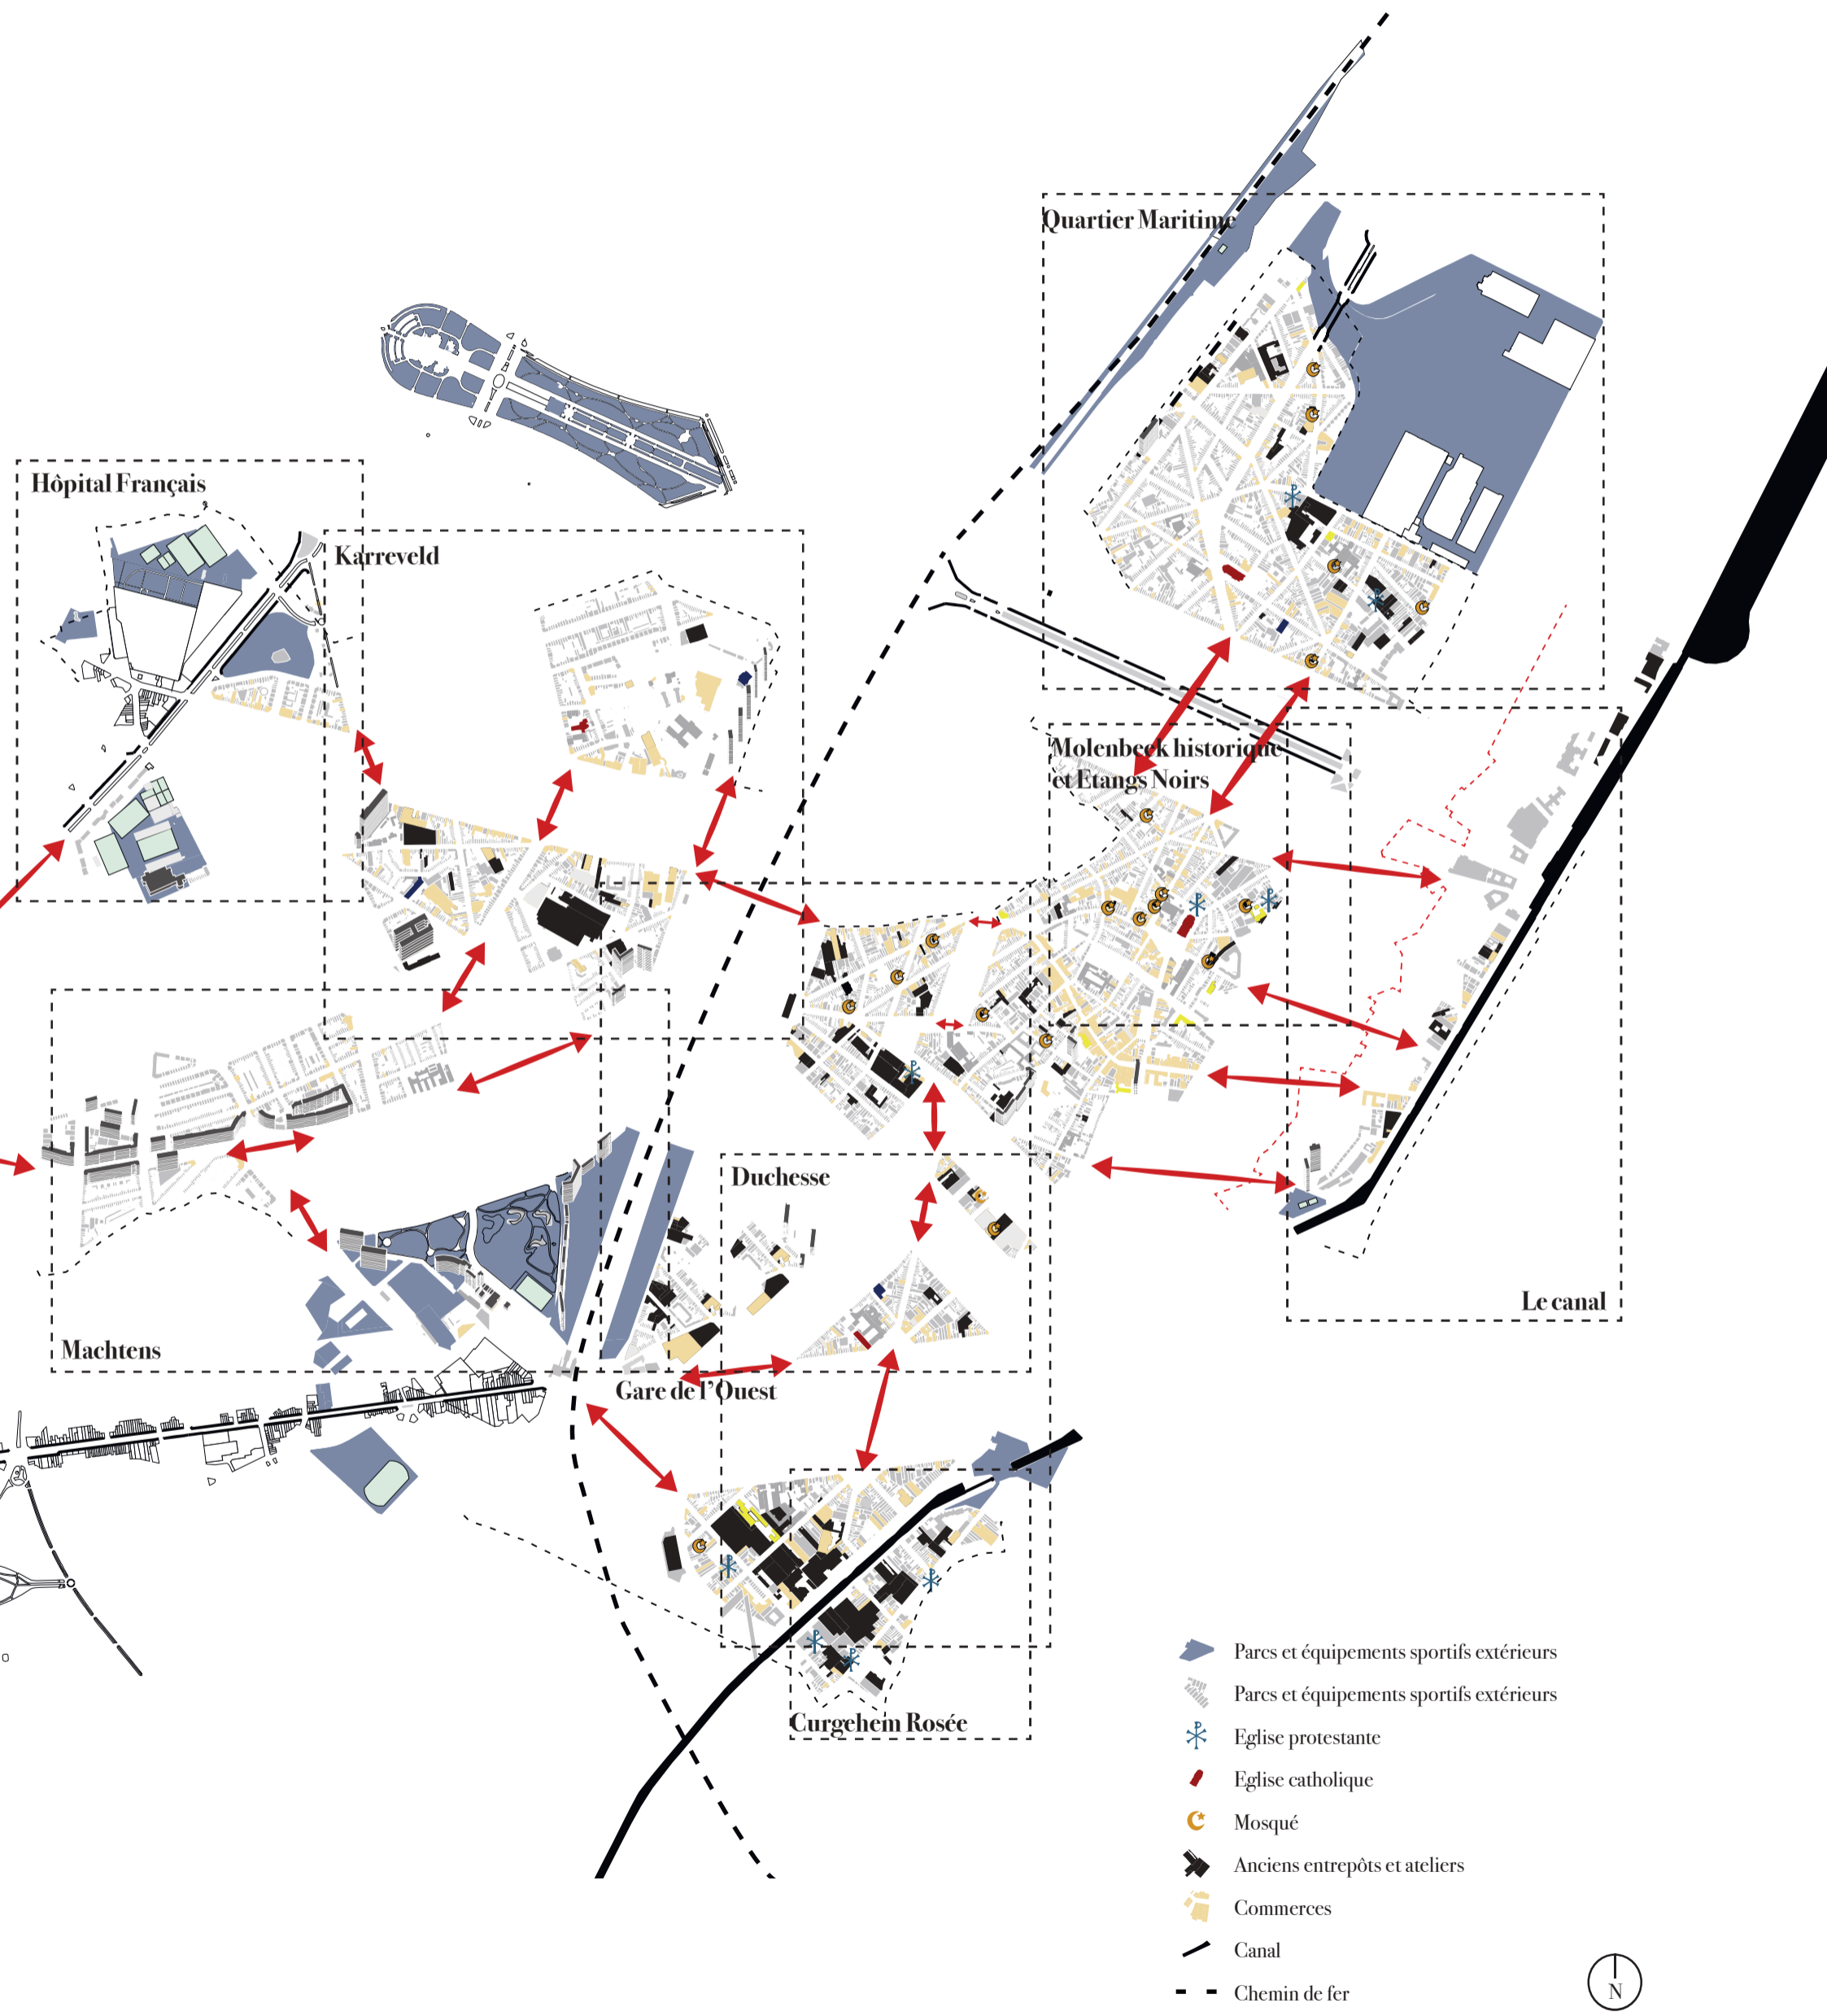 Quartier Maritime
Hôpital Français
Karreveld
Molenbeek historique
et Etangs Noirs
Duchesse
Le canal
Machtens
Gare de l'Ouest
Curgehem Rosée
Parcs et équipements sportifs extérieurs
Parcs et équipements sportifs extérieurs
Eglise protestante
Eglise catholique
Mosqué
Anciens entrepôts et ateliers
Commerces
Canal
Chemin de fer
N